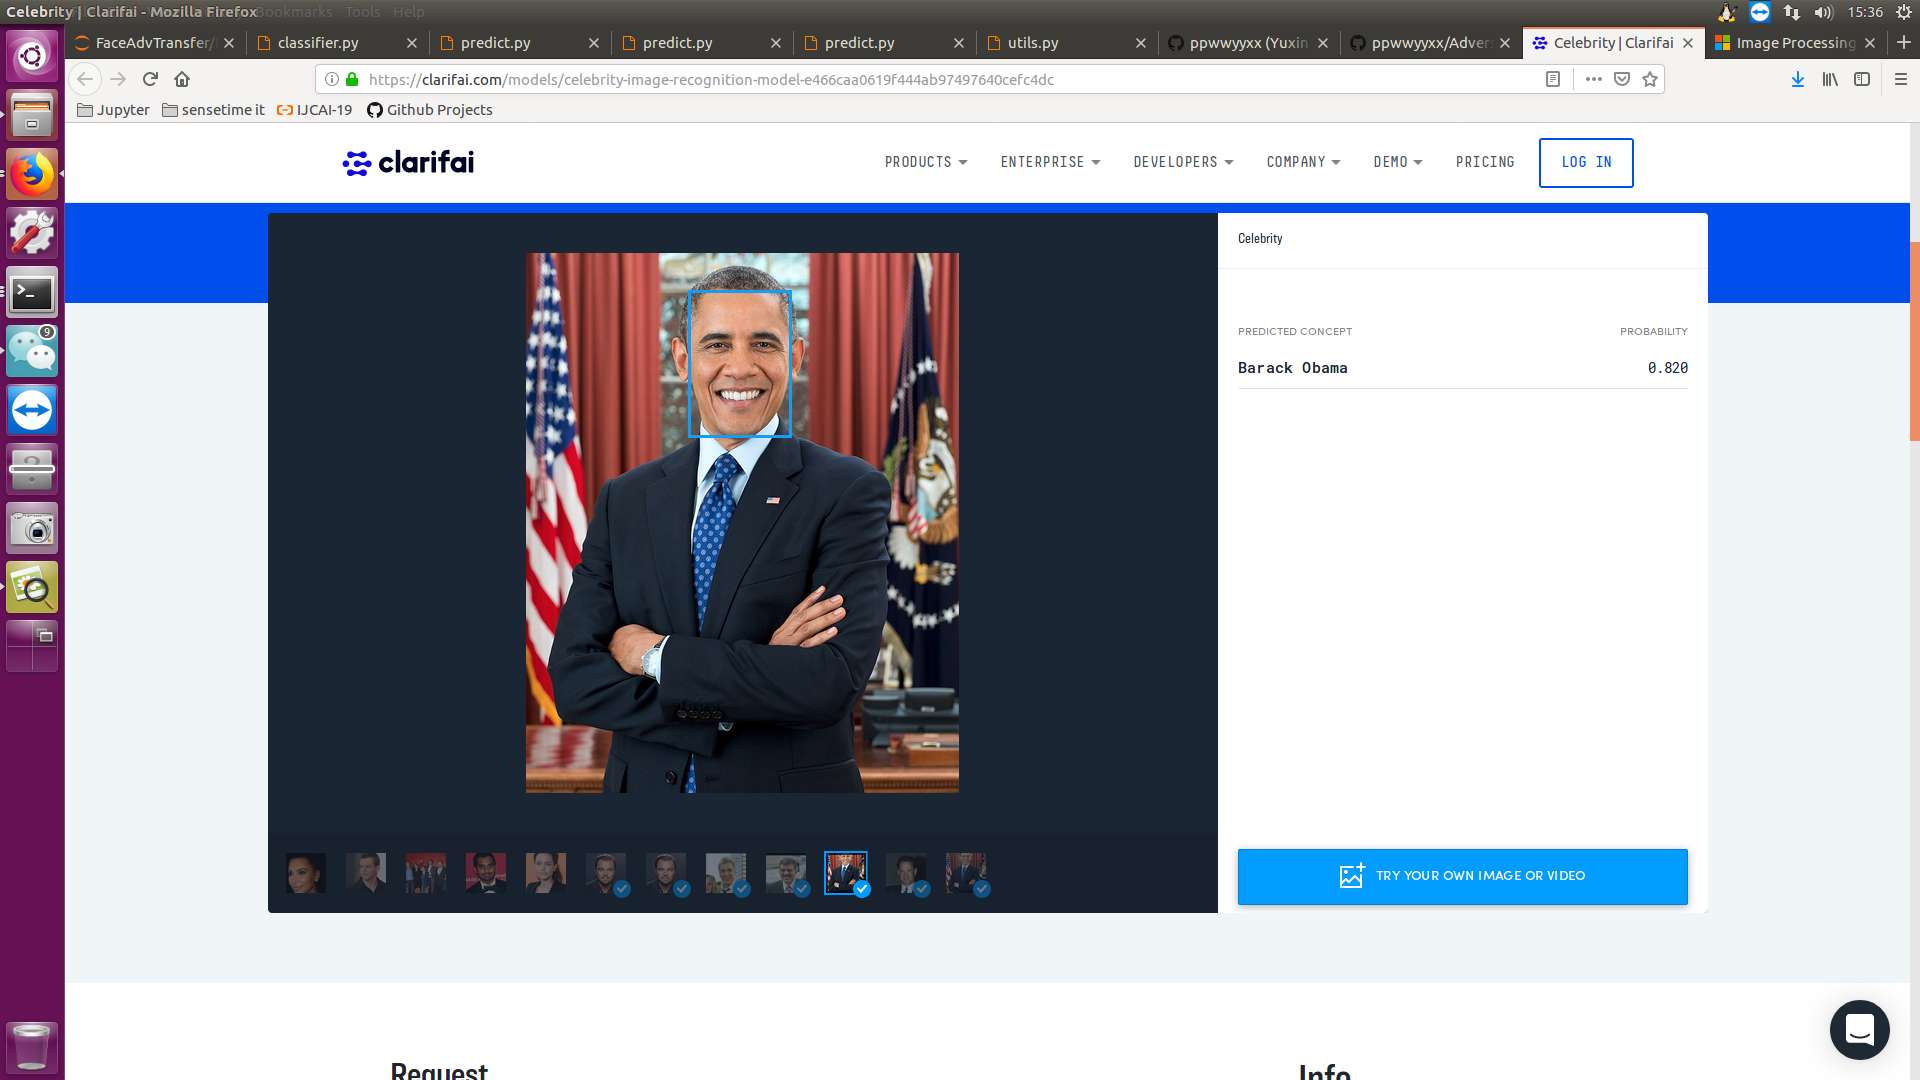 Celebrity | Clarifai - Mozilla Firefox Bookmarks Tools Help
15:36
FaceAdvTransfer/
classifier.py
predict.py
predict.py
predict.py
utils.py
ppwwyyxx (Yuxin
ppwwyyxx/Advers
Celebrity | Clarifai
Image Processing
https://clarifai.com/models/celebrity-image-recognition-model-e466caa0619f444ab97497640cefc4dc
Jupyter
sensetime it
IJCAI-19
Github Projects
9
clarifai
PRODUCTS
ENTERPRISE
DEVELOPERS
COMPANY
DEMO
PRICING
LOG IN
Celebrity
PREDICTED CONCEPT
PROBABILITY
Barack Obama
0.820
TRY YOUR OWN IMAGE OR VIDEO
Request
Info